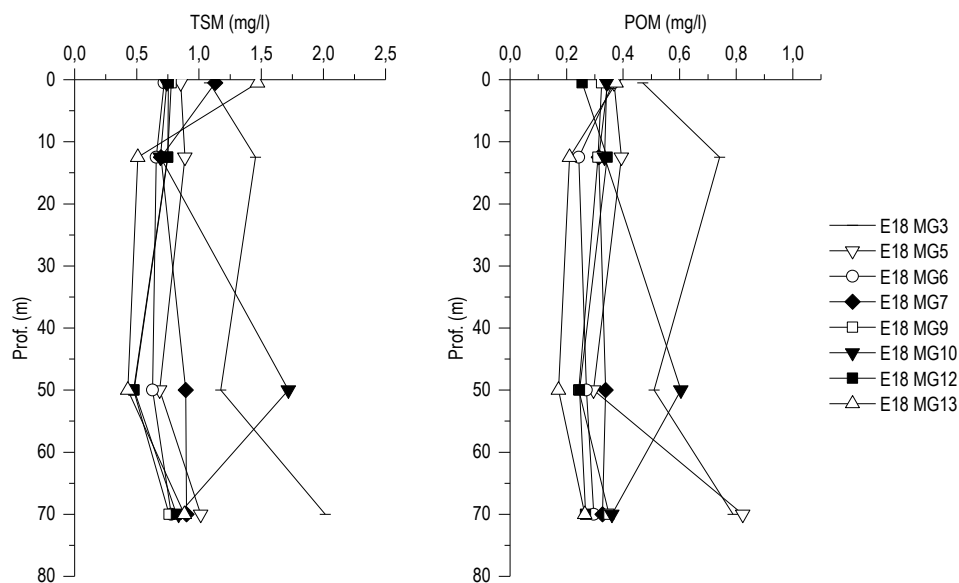 TSM (mg/l)
0,0 0,5 1,0 1,5 2,0 2,5
0
10
20
30
40
50
60
70
80
Prof. (m)
POM (mg/l)
0,0 0,2 0,4 0,6 0,8 1,0
0
10
20
30
40
50
60
70
80
Prof. (m)
E18 MG3
E18 MG5
E18 MG6
E18 MG7
E18 MG9
E18 MG10
E18 MG12
E18 MG13